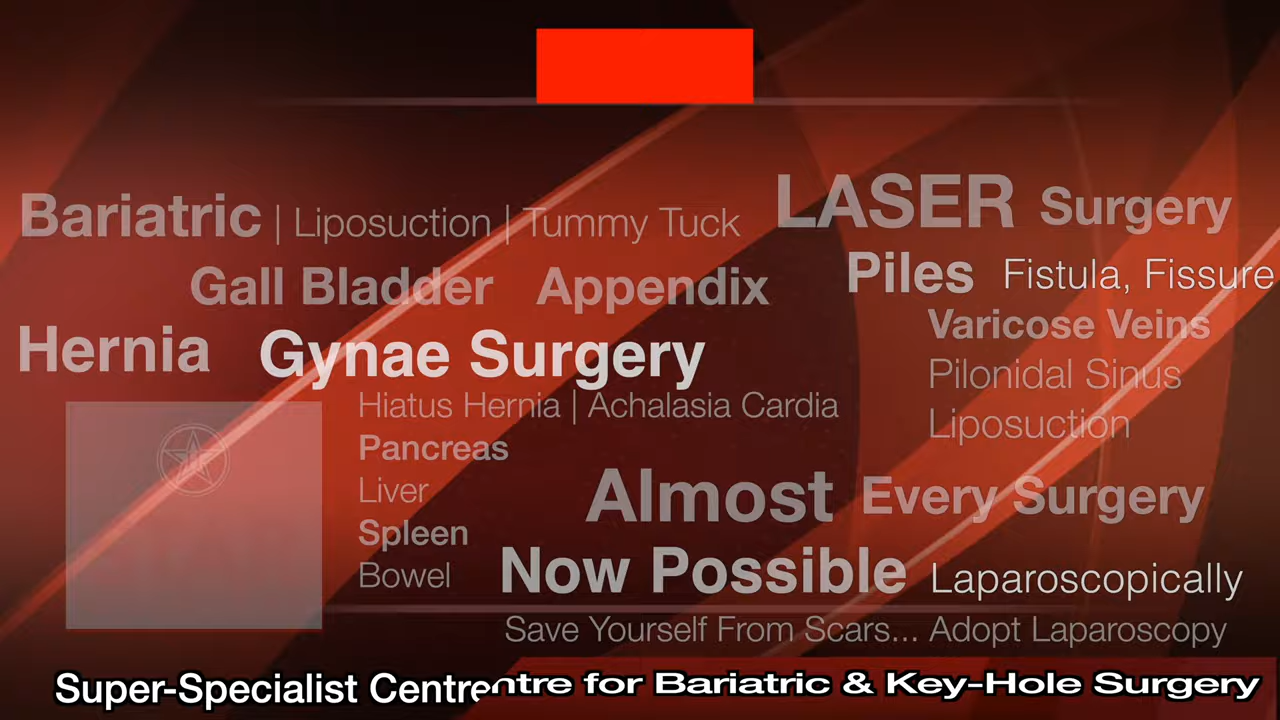 Bariatric | Liposuction | Tummy Tuck
LASER Surgery
Gall Bladder Appendix
Piles Fistula, Fissure
Hernia Gynae Surgery
Varicose Veins
Pilonidal Sinus
Liposuction
Hiatus Hernia | Achalasia Cardia
Pancreas
Liver
Spleen
Bowel
Almost Every Surgery
Now Possible Laparoscopically
Save Yourself From Scars... Adopt Laparoscopy
Super-Specialist Centre
ntre for Bariatric & Key-Hole Surgery